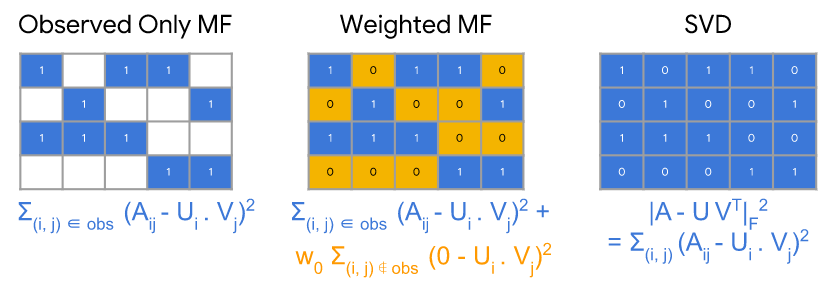 Observed Only MF
1 1 1
1 1
1 1 1
1 1
Σ(i, j) ∈ obs (Aij - Ui . Vj)2
Weighted MF
1 0 1 1 0
0 1 0 0 1
1 1 1 0 0
0 0 0 1 1
Σ(i, j) ∈ obs (Aij - Ui . Vj)2 +
w0 Σ(i, j) ∉ obs (0 - Ui . Vj)2
SVD
1 0 1 1 0
0 1 0 0 1
1 1 1 0 0
0 0 0 1 1
|A - U VT|F2
= Σ(i, j) (Aij - Ui . Vj)2